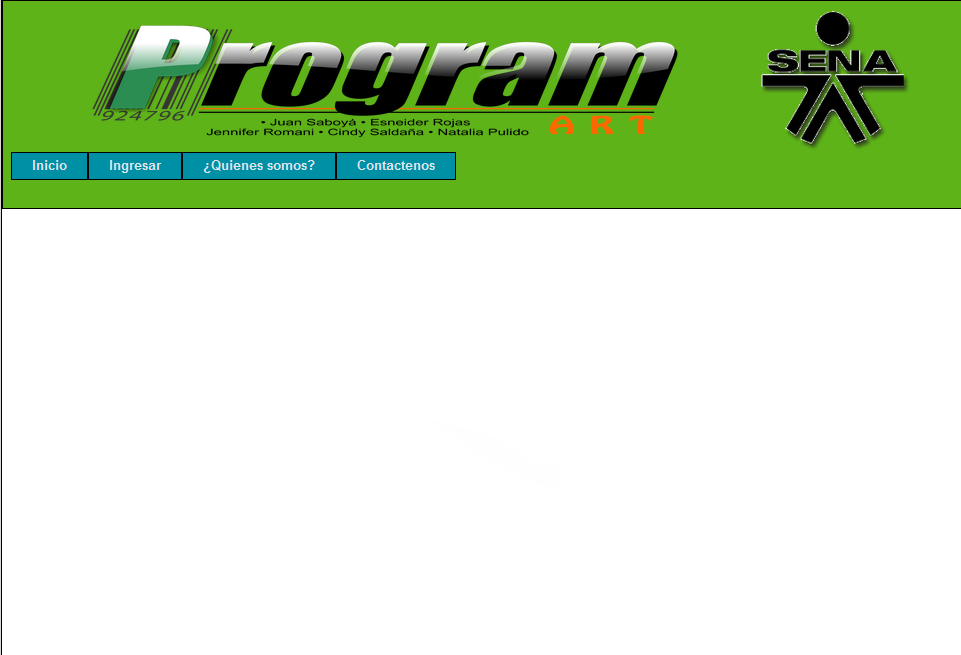 Program
SENA
924796
• Juan Saboyá • Esneider Rojas
Jennifer Romani • Cindy Saldaña • Natalia Pulido
ART
Inicio
Ingresar
¿Quienes somos?
Contactenos